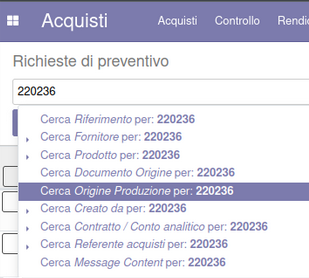 Acquisti Acquisti Controllo Rendic
Richieste di preventivo
220236
Cerca Riferimento per: 220236
Cerca Fornitore per: 220236
Cerca Prodotto per: 220236
Cerca Documento Origine per: 220236
Cerca Origine Produzione per: 220236
Cerca Creato da per: 220236
Cerca Contratto / Conto analitico per: 220236
Cerca Referente acquisti per: 220236
Cerca Message Content per: 220236